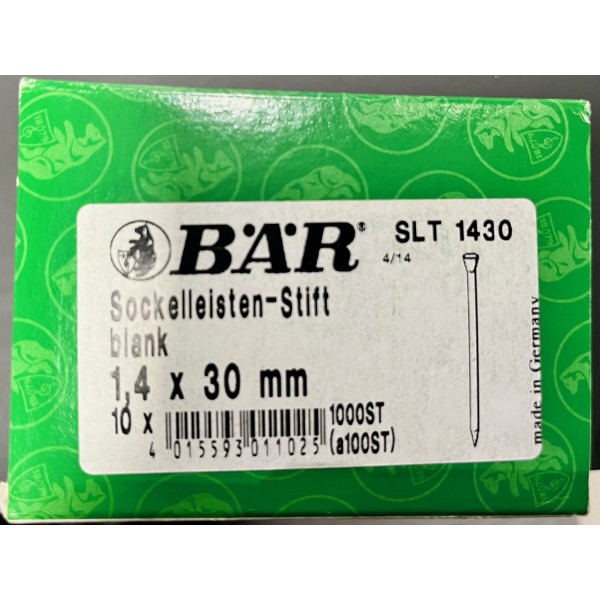 BÄR®
SLT 1430
4/14
Sockelleisten-Stift
blank
1,4 x 30 mm
10 x
1000ST
(a100ST)
4 015593 011025
made in Germany